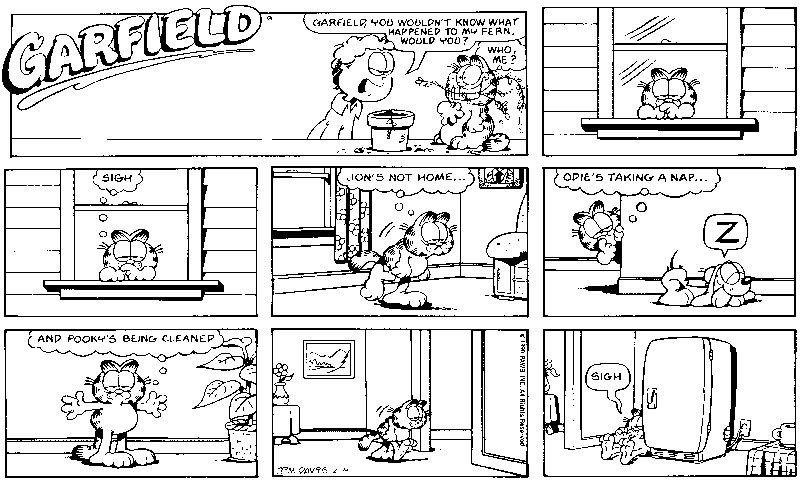 GARFIELD
GARFIELD, YOU WOULDN'T KNOW WHAT
HAPPENED TO MY FERN,
WOULD YOU?
WHO,
ME?
SIGH
JON'S NOT HOME...
ODIE'S TAKING A NAP...
Z
AND POOKY'S BEING CLEANED
JIM DAVIS
SIGH